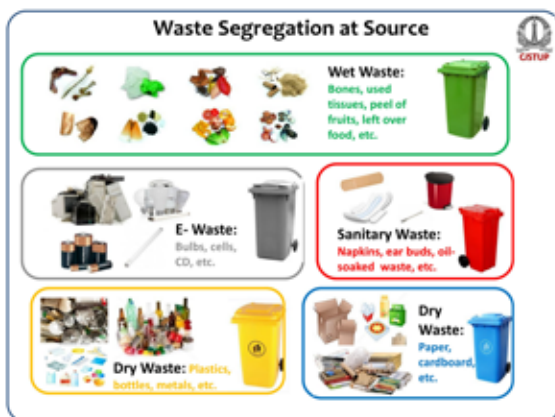 Waste Segregation at Source
CiSTUP
Wet Waste:
Bones, used
tissues, peel of
fruits, left over
food, etc.
E- Waste:
Bulbs, cells,
CD, etc.
Sanitary Waste:
Napkins, ear buds, oil-
soaked waste, etc.
Dry Waste: Plastics,
bottles, metals, etc.
Dry
Waste:
Paper,
cardboard,
etc.